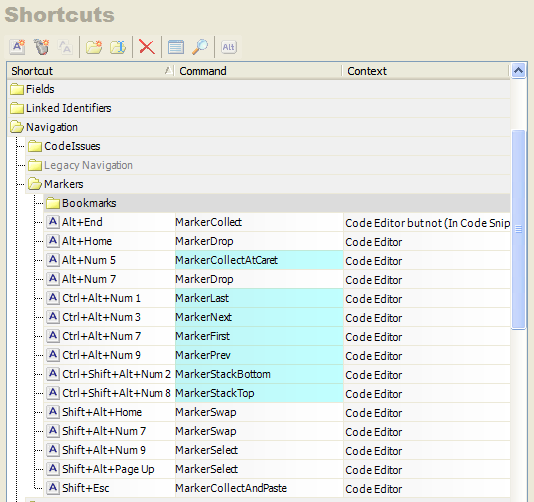 Shortcuts
Alt
Shortcut Command Context
Fields
Linked Identifiers
Navigation
CodeIssues
Legacy Navigation
Markers
Bookmarks
Alt+End MarkerCollect Code Editor but not (In Code Snip
Alt+Home MarkerDrop Code Editor
Alt+Num 5 MarkerCollectAtCaret Code Editor
Alt+Num 7 MarkerDrop Code Editor
Ctrl+Alt+Num 1 MarkerLast Code Editor
Ctrl+Alt+Num 3 MarkerNext Code Editor
Ctrl+Alt+Num 7 MarkerFirst Code Editor
Ctrl+Alt+Num 9 MarkerPrev Code Editor
Ctrl+Shift+Alt+Num 2 MarkerStackBottom Code Editor
Ctrl+Shift+Alt+Num 8 MarkerStackTop Code Editor
Shift+Alt+Home MarkerSwap Code Editor
Shift+Alt+Num 7 MarkerSwap Code Editor
Shift+Alt+Num 9 MarkerSelect Code Editor
Shift+Alt+Page Up MarkerSelect Code Editor
Shift+Esc MarkerCollectAndPaste Code Editor